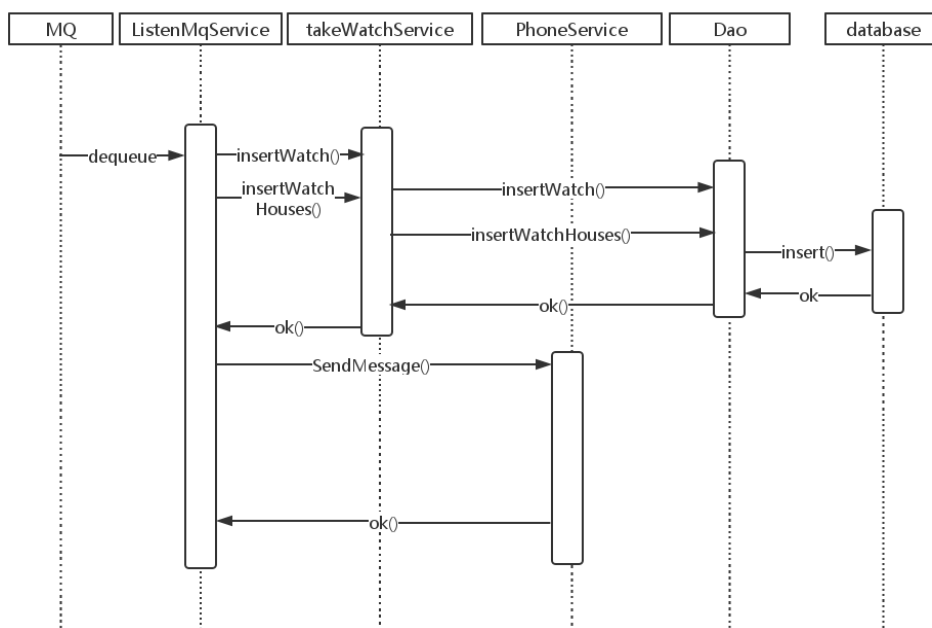 MQ
ListenMqService
takeWatchService
PhoneService
Dao
database
dequeue
insertWatch()
insertWatch
Houses()
insertWatch()
insertWatchHouses()
insert()
ok
ok()
ok()
SendMessage()
ok()